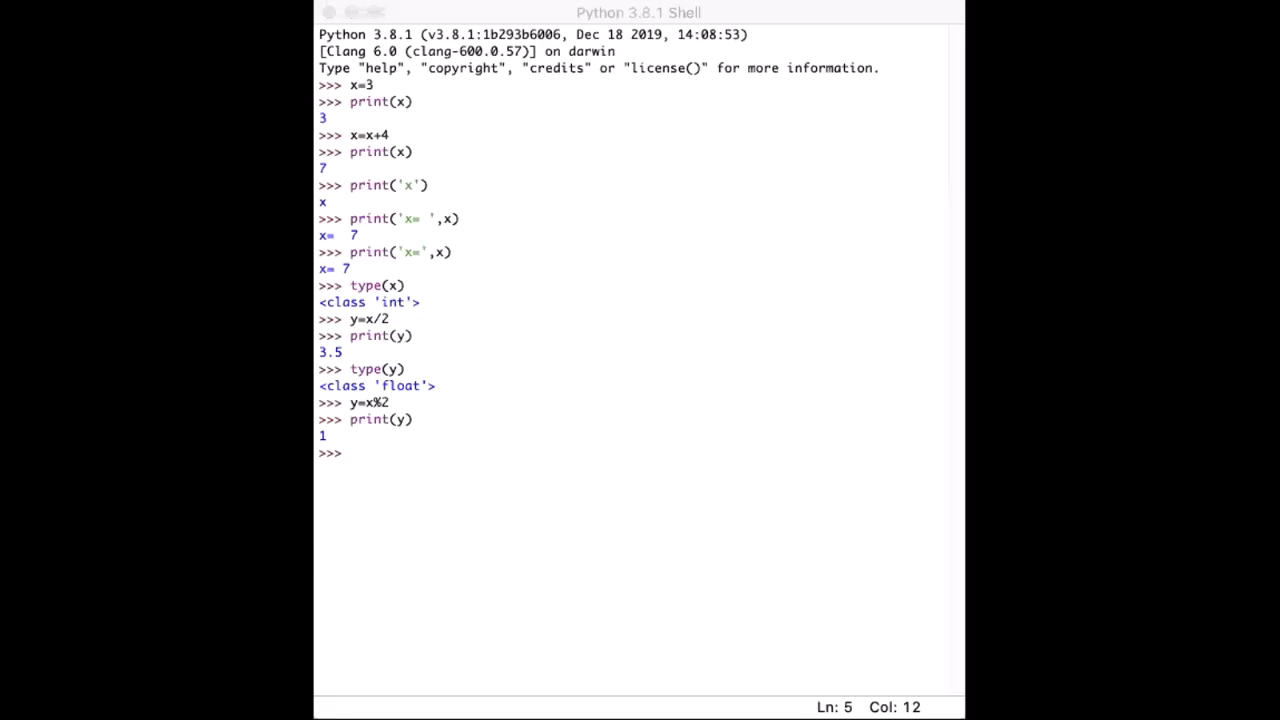 Python 3.8.1 Shell
Python 3.8.1 (v3.8.1:1b293b6006, Dec 18 2019, 14:08:53)
[Clang 6.0 (clang-600.0.57)] on darwin
Type "help", "copyright", "credits" or "license()" for more information.
>>> x=3
>>> print(x)
3
>>> x=x+4
>>> print(x)
7
>>> print('x')
x
>>> print('x= ',x)
x=  7
>>> print('x=',x)
x= 7
>>> type(x)
<class 'int'>
>>> y=x/2
>>> print(y)
3.5
>>> type(y)
<class 'float'>
>>> y=x%2
>>> print(y)
1
>>>
Ln: 5 Col: 12